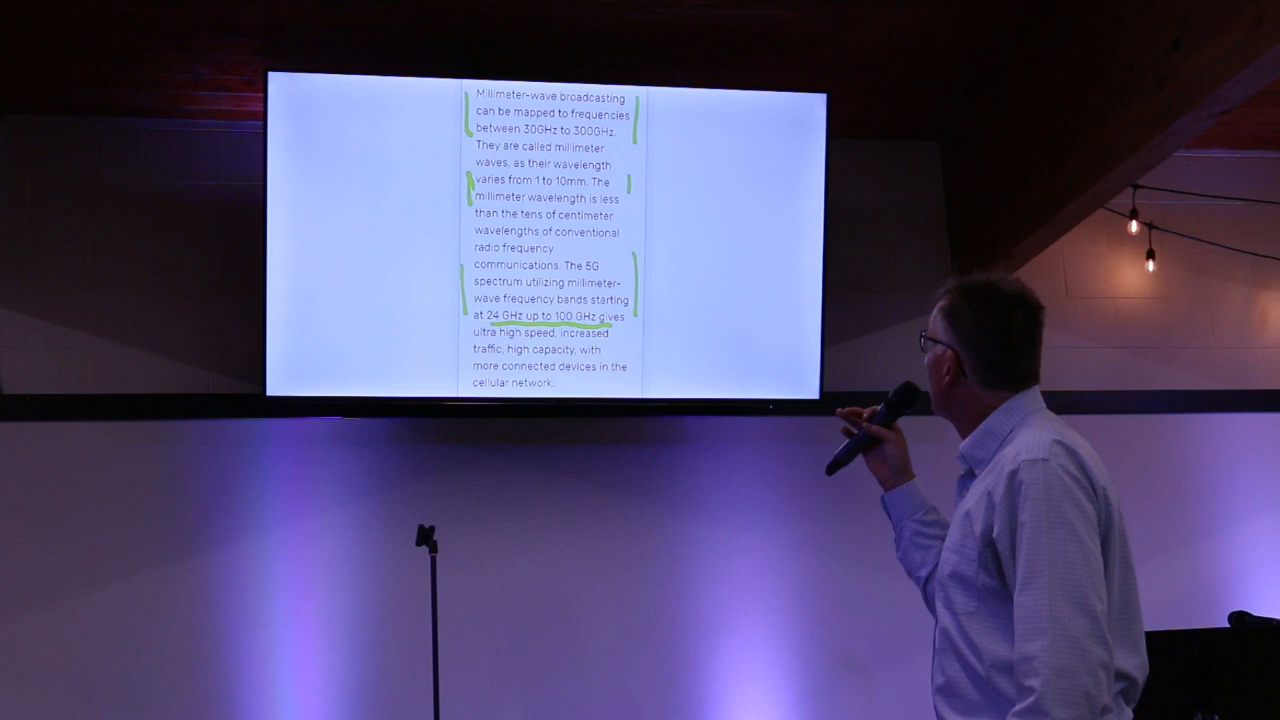 Millimeter-wave broadcasting
can be mapped to frequencies
between 30GHz to 300GHz.
They are called millimeter
waves, as their wavelength
varies from 1 to 10mm. The
millimeter wavelength is less
than the tens of centimeter
wavelengths of conventional
radio frequency
communications. The 5G
spectrum utilizing millimeter-
wave frequency bands starting
at 24 GHz up to 100 GHz gives
ultra high speed, increased
traffic, high capacity, with
more connected devices in the
cellular network.